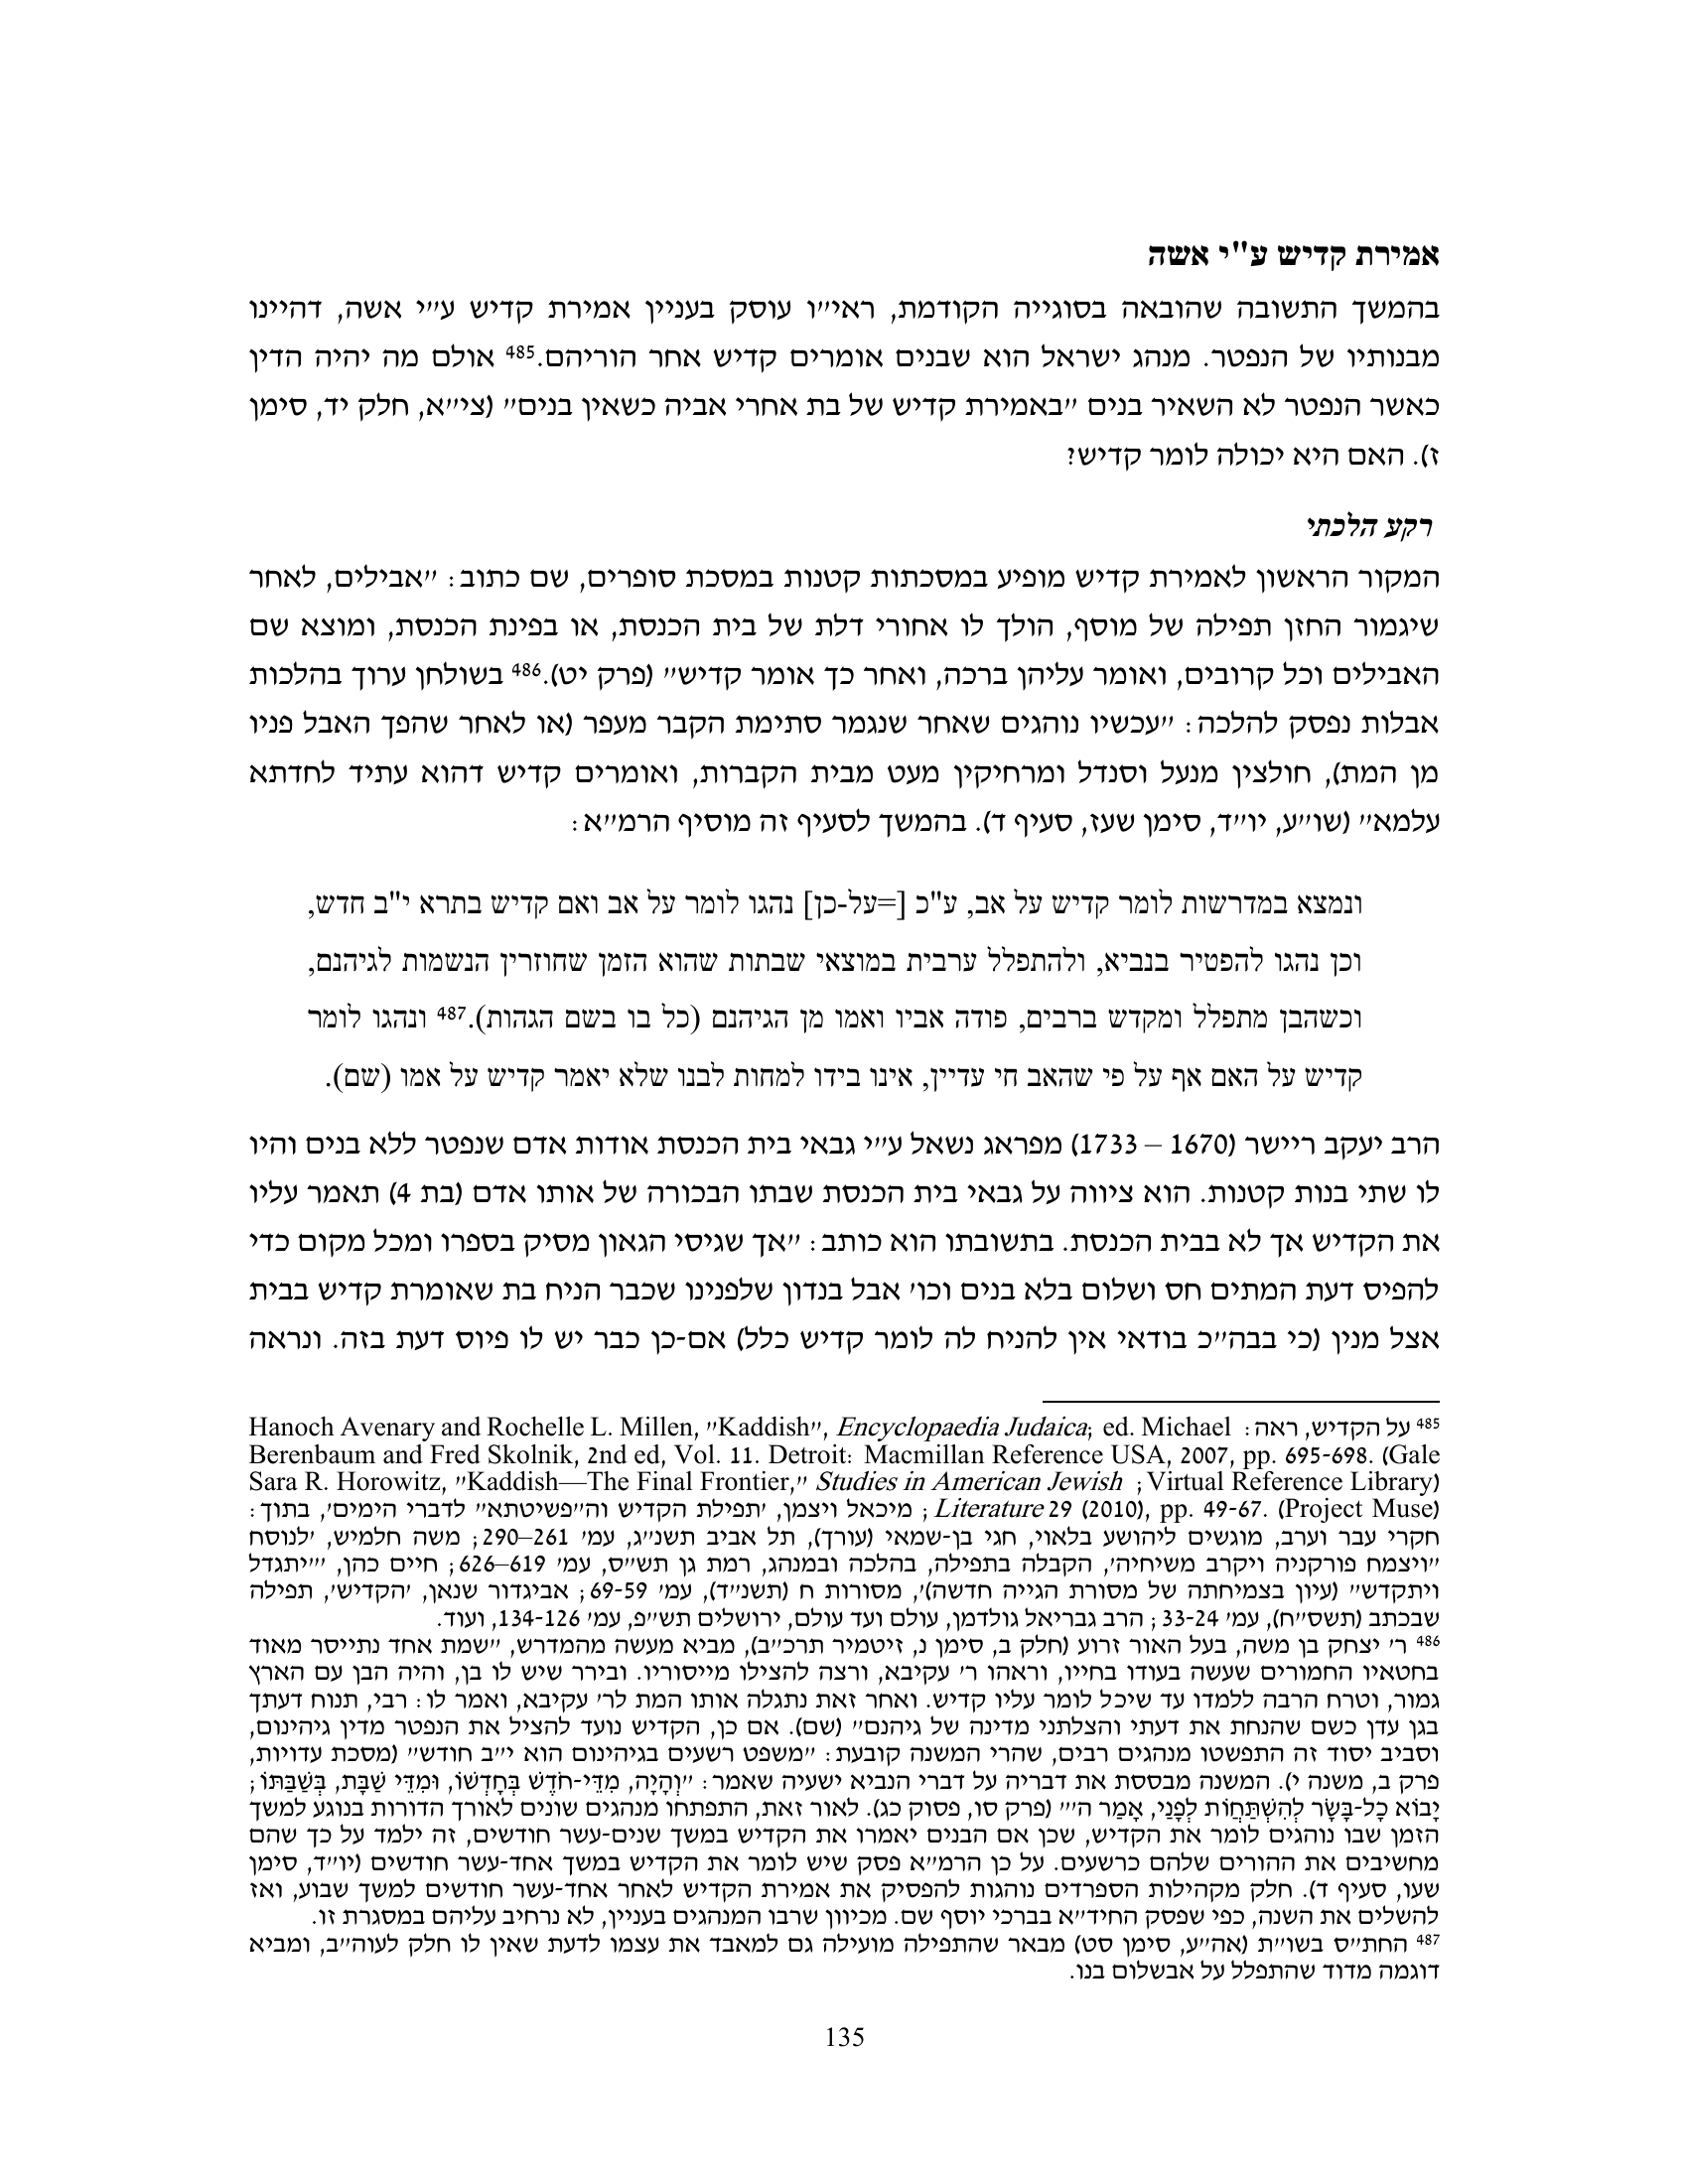 אמירת קדיש ע"י אשה
בהמשך התשובה שהובאה בסוגייה הקודמת, ראי"ו עוסק בעניין אמירת קדיש ע"י אשה, דהיינו
מבנותיו של הנפטר. מנהג ישראל הוא שבנים אומרים קדיש אחר הוריהם.485 אולם מה יהיה הדין
כאשר הנפטר לא השאיר בנים "באמירת קדיש של בת אחרי אביה כשאין בנים" (צי"א, חלק יד, סימן
ז). האם היא יכולה לומר קדיש?
רקע הלכתי
המקור הראשון לאמירת קדיש מופיע במסכתות קטנות במסכת סופרים, שם כתוב: "אבילים, לאחר
שיגמור החזן תפילה של מוסף, הולך לו אחורי דלת של בית הכנסת, או בפינת הכנסת, ומוצא שם
האבילים וכל קרובים, ואומר עליהן ברכה, ואחר כך אומר קדיש" (פרק יט).486 בשולחן ערוך בהלכות
אבלות נפסק להלכה: "עכשיו נוהגים שאחר שנגמר סתימת הקבר מעפר (או לאחר שהפך האבל פניו
מן המת), חולצין מנעל וסנדל ומרחיקין מעט מבית הקברות, ואומרים קדיש דהוא עתיד לחדתא
עלמא" (שו"ע, יו"ד, סימן שעז, סעיף ד). בהמשך לסעיף זה מוסיף הרמ"א:
ונמצא במדרשות לומר קדיש על אב, ע"כ [=על-כן] נהגו לומר על אב ואם קדיש בתרא י"ב חדש,
וכן נהגו להפטיר בנביא, ולהתפלל ערבית במוצאי שבתות שהוא הזמן שחוזרין הנשמות לגיהנם,
וכשהבן מתפלל ומקדש ברבים, פודה אביו ואמו מן הגיהנם (כל בו בשם הגהות).487 ונהגו לומר
קדיש על האם אף על פי שהאב חי עדיין, אינו בידו למחות לבנו שלא יאמר קדיש על אמו (שם).
הרב יעקב ריישר (1670 – 1733) מפראג נשאל ע"י גבאי בית הכנסת אודות אדם שנפטר ללא בנים והיו
לו שתי בנות קטנות. הוא ציווה על גבאי בית הכנסת שבתו הבכורה של אותו אדם (בת 4) תאמר עליו
את הקדיש אך לא בבית הכנסת. בתשובתו הוא כותב: "אך שגיסי הגאון מסיק בספרו ומכל מקום כדי
להפיס דעת המתים חס ושלום בלא בנים וכו' אבל בנדון שלפנינו שכבר הניח בת שאומרת קדיש בבית
אצל מנין (כי בבה"כ בודאי אין להניח לה לומר קדיש כלל) אם-כן כבר יש לו פיוס דעת בזה. ונראה
485 על הקדיש, ראה: Hanoch Avenary and Rochelle L. Millen, "Kaddish", Encyclopaedia Judaica; ed. Michael
Berenbaum and Fred Skolnik, 2nd ed, Vol. 11. Detroit: Macmillan Reference USA, 2007, pp. 695-698. (Gale
Sara R. Horowitz, "Kaddish—The Final Frontier," Studies in American Jewish ;Virtual Reference Library)
Literature 29 (2010), pp. 49-67. (Project Muse) ; מיכאל ויצמן, 'תפילת הקדיש וה"פשיטתא" לדברי הימים', בתוך:
חקרי עבר וערב, מוגשים ליהושע בלאוי, חגי בן-שמאי (עורך), תל אביב תשנ"ג, עמ' 261–290; משה חלמיש, 'לנוסח
"ויצמח פורקניה ויקרב משיחיה', הקבלה בתפילה, בהלכה ובמנהג, רמת גן תש"ס, עמ' 619–626; חיים כהן, '"יתגדל
ויתקדש" (עיון בצמיחתה של מסורת הגייה חדשה)', מסורות ח (תשנ"ד), עמ' 69-59; אביגדור שנאן, 'הקדיש', תפילה
שבכתב (תשס"ח), עמ' 33-24; הרב גבריאל גולדמן, עולם ועד עולם, ירושלים תש"פ, עמ' 134-126, ועוד.
486 ר' יצחק בן משה, בעל האור זרוע (חלק ב, סימן נ, זיטמיר תרכ"ב), מביא מעשה מהמדרש, "שמת אחד נתייסר מאוד
בחטאיו החמורים שעשה בעודו בחייו, וראהו ר' עקיבא, ורצה להצילו מייסוריו. ובירר שיש לו בן, והיה הבן עם הארץ
גמור, וטרח הרבה ללמדו עד שיכל לומר עליו קדיש. ואחר זאת נתגלה אותו המת לר' עקיבא, ואמר לו: רבי, תנוח דעתך
בגן עדן כשם שהנחת את דעתי והצלתני מדינה של גיהנם" (שם). אם כן, הקדיש נועד להציל את הנפטר מדין גיהינום,
וסביב יסוד זה התפשטו מנהגים רבים, שהרי המשנה קובעת: "משפט רשעים בגיהינום הוא י"ב חודש" (מסכת עדויות,
פרק ב, משנה י). המשנה מבססת את דבריה על דברי הנביא ישעיה שאמר: "וְהָיָה, מִדֵּי-חֹדֶשׁ בְּחָדְשׁוֹ, וּמִדֵּי שַׁבָּת, בְּשַׁבַּתּוֹ;
יָבוֹא כָל-בָּשָׂר לְהִשְׁתַּחֲוֹת לְפָנַי, אָמַר ה'" (פרק סו, פסוק כג). לאור זאת, התפתחו מנהגים שונים לאורך הדורות בנוגע למשך
הזמן שבו נוהגים לומר את הקדיש, שכן אם הבנים יאמרו את הקדיש במשך שנים-עשר חודשים, זה ילמד על כך שהם
מחשיבים את ההורים שלהם כרשעים. על כן הרמ"א פסק שיש לומר את הקדיש במשך אחד-עשר חודשים (יו"ד, סימן
שעו, סעיף ד). חלק מקהילות הספרדים נוהגות להפסיק את אמירת הקדיש לאחר אחד-עשר חודשים למשך שבוע, ואז
להשלים את השנה, כפי שפסק החיד"א בברכי יוסף שם. מכיוון שרבו המנהגים בעניין, לא נרחיב עליהם במסגרת זו.
487 החת"ס בשו"ת (אה"ע, סימן סט) מבאר שהתפילה מועילה גם למאבד את עצמו לדעת שאין לו חלק לעוה"ב, ומביא
דוגמה מדוד שהתפלל על אבשלום בנו.
135